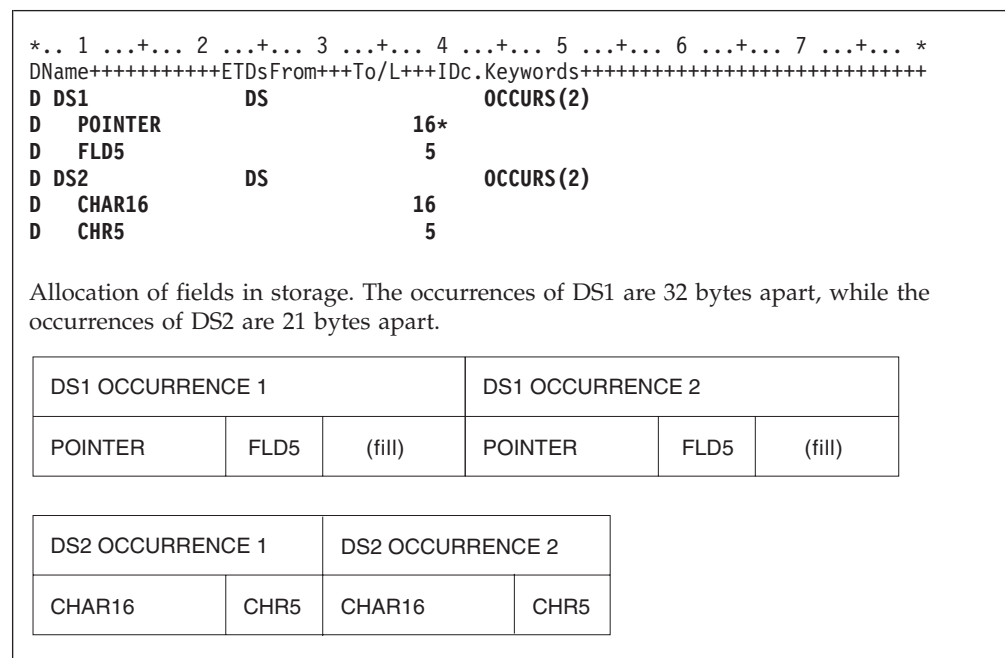 *.. 1 ...+... 2 ...+... 3 ...+... 4 ...+... 5 ...+... 6 ...+... 7 ...+... *
DName+++++++++++ETDsFrom+++To/L+++IDc.Keywords+++++++++++++++++++++++++++++
D DS1             DS                  OCCURS(2)
D   POINTER                     16*
D   FLD5                         5
D DS2             DS                  OCCURS(2)
D   CHAR16                      16
D   CHR5                         5
Allocation of fields in storage. The occurrences of DS1 are 32 bytes apart, while the
occurrences of DS2 are 21 bytes apart.
DS1 OCCURRENCE 1 DS1 OCCURRENCE 2
POINTER FLD5 (fill) POINTER FLD5 (fill)
DS2 OCCURRENCE 1 DS2 OCCURRENCE 2
CHAR16 CHR5 CHAR16 CHR5